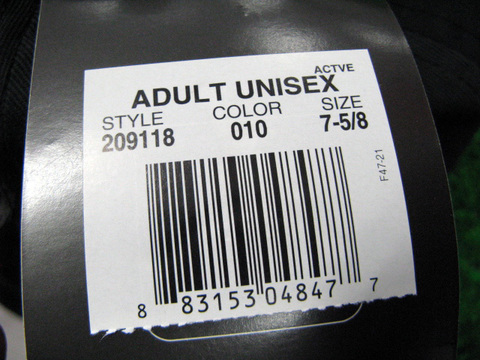 ACTVE
ADULT UNISEX
STYLE COLOR SIZE
209118 010 7-5/8
F47-21
8 83153 04847 7